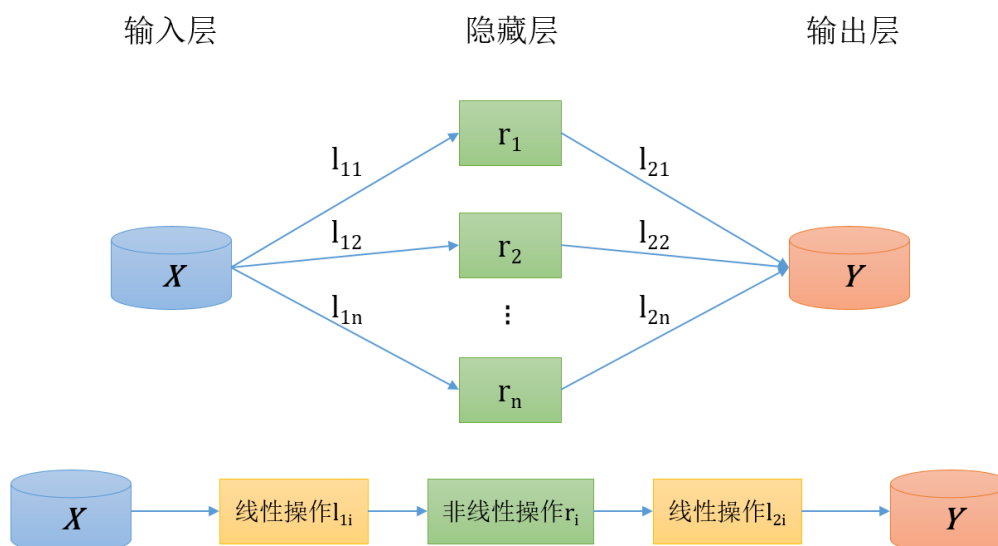 输入层 隐藏层 输出层
r₁
l₁₁ l₂₁
l₁₂ r₂ l₂₂
X Y
l₁ₙ ⋮ l₂ₙ
rₙ
X 线性操作l₁ᵢ 非线性操作rᵢ 线性操作l₂ᵢ Y